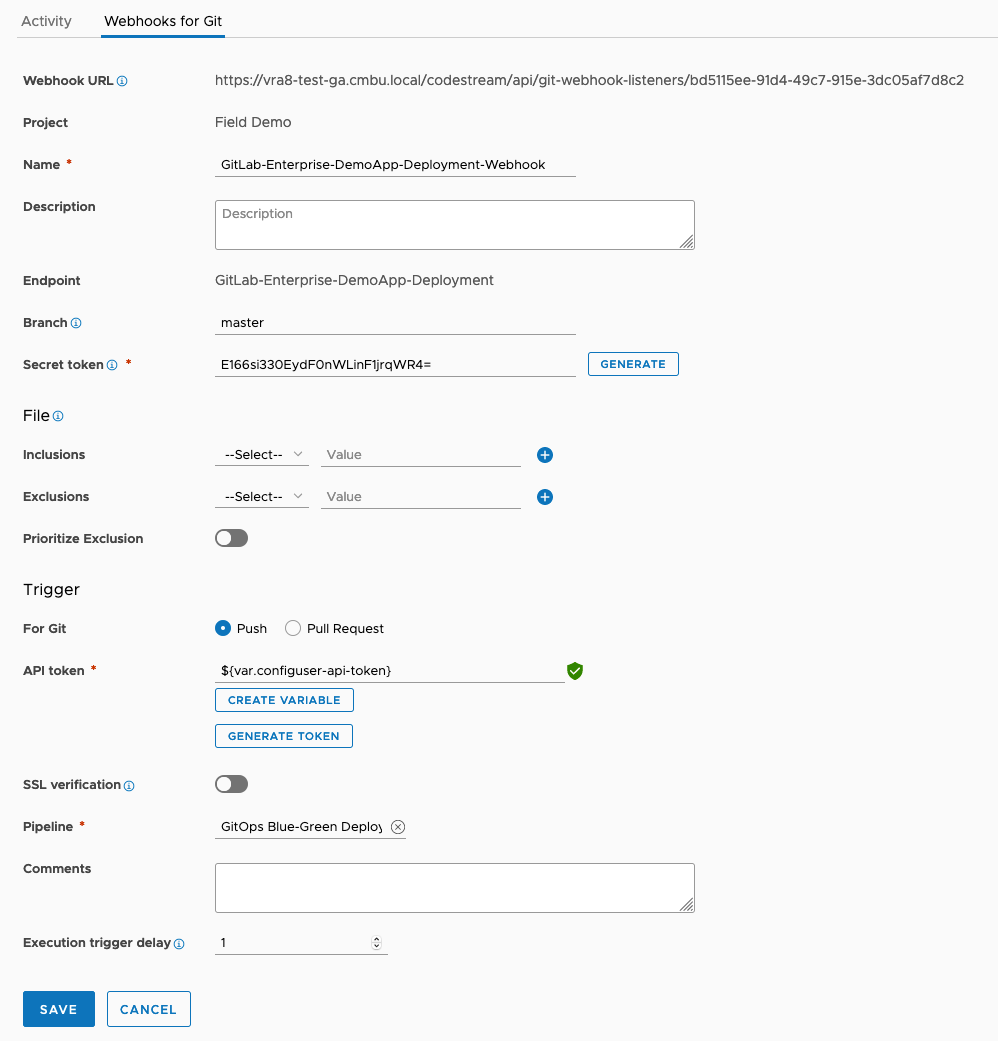 Activity Webhooks for Git
Webhook URL https://vra8-test-ga.cmbu.local/codestream/api/git-webhook-listeners/bd5115ee-91d4-49c7-915e-3dc05af7d8c2
Project Field Demo
Name * GitLab-Enterprise-DemoApp-Deployment-Webhook
Description Description
Endpoint GitLab-Enterprise-DemoApp-Deployment
Branch master
Secret token * E166si330EydF0nWLinF1jrqWR4= GENERATE
File
Inclusions --Select-- Value
Exclusions --Select-- Value
Prioritize Exclusion
Trigger
For Git Push Pull Request
API token * ${var.configuser-api-token}
CREATE VARIABLE
GENERATE TOKEN
SSL verification
Pipeline * GitOps Blue-Green Deploy
Comments
Execution trigger delay 1
SAVE CANCEL